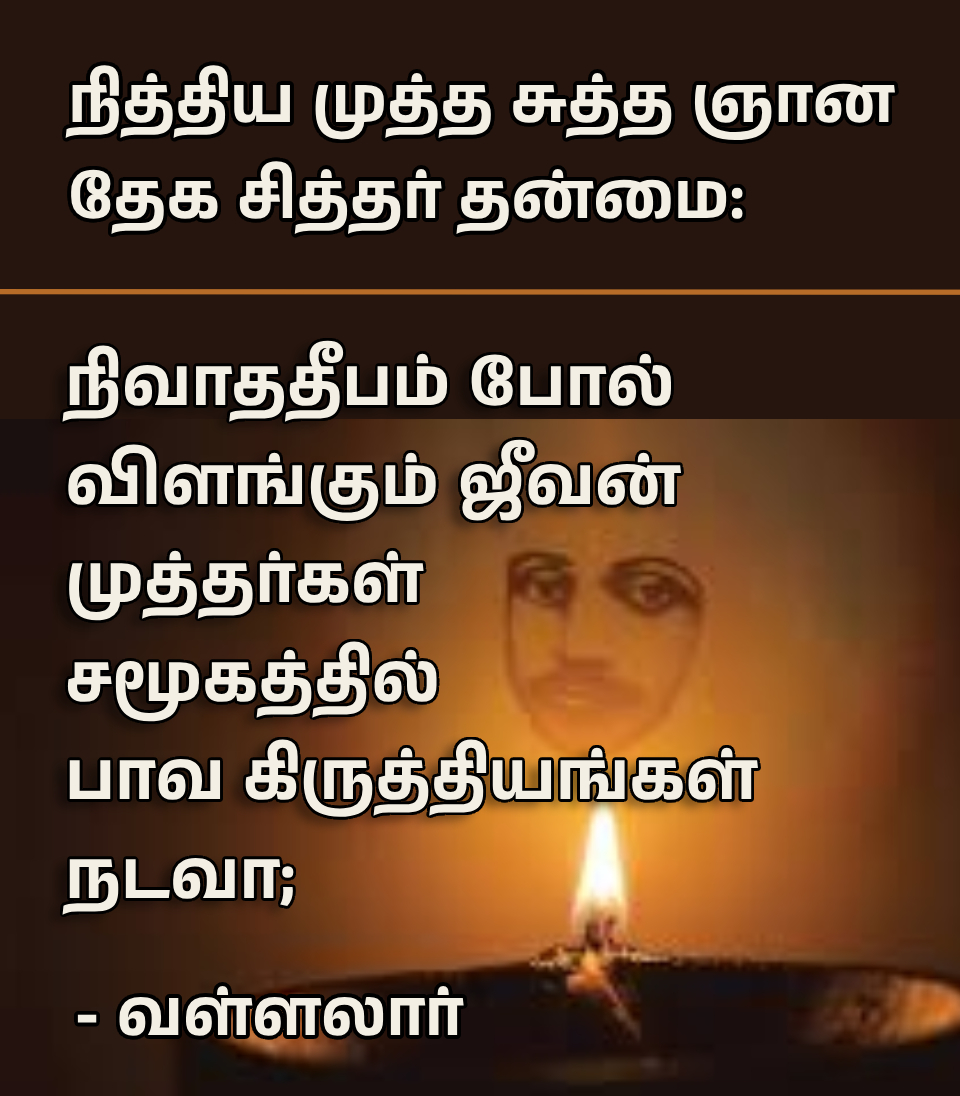 நித்திய முத்த சுத்த ஞான
தேக சித்தர் தன்மை:
நிவாததீபம் போல்
விளங்கும் ஜீவன்
முத்தர்கள்
சமூகத்தில்
பாவ கிருத்தியங்கள்
நடவா;
- வள்ளலார்